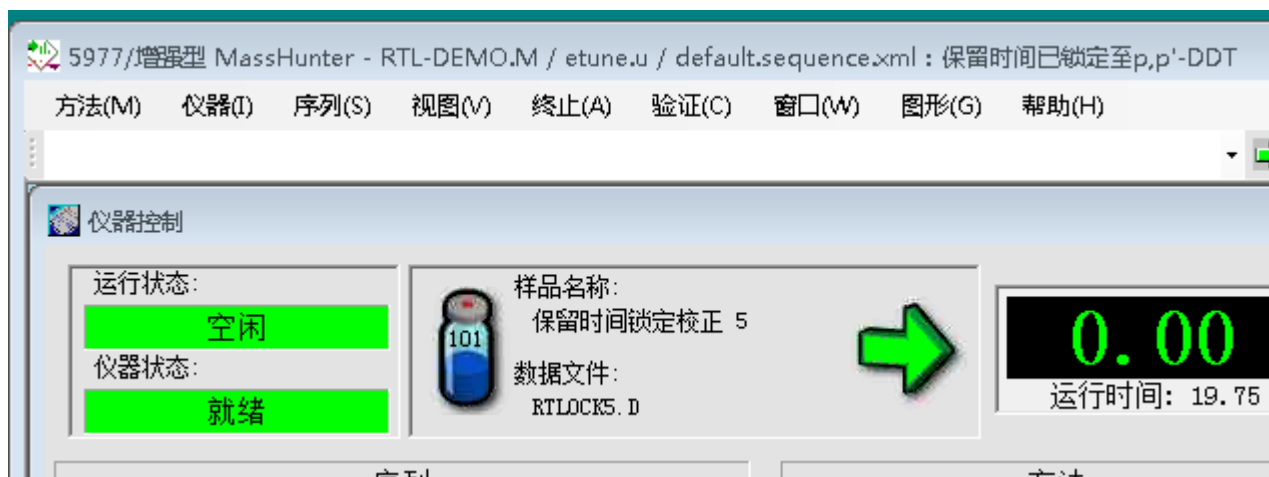 5977/增强型 MassHunter - RTL-DEMO.M / etune.u / default.sequence.xml : 保留时间已锁定至p,p'-DDT
方法(M) 仪器(I) 序列(S) 视图(V) 终止(A) 验证(C) 窗口(W) 图形(G) 帮助(H)
仪器控制
运行状态:
空闲
仪器状态:
就绪
101
样品名称:
保留时间锁定校正 5
数据文件:
RTLOCK5.D
0.00
运行时间: 19.75
序列
方法